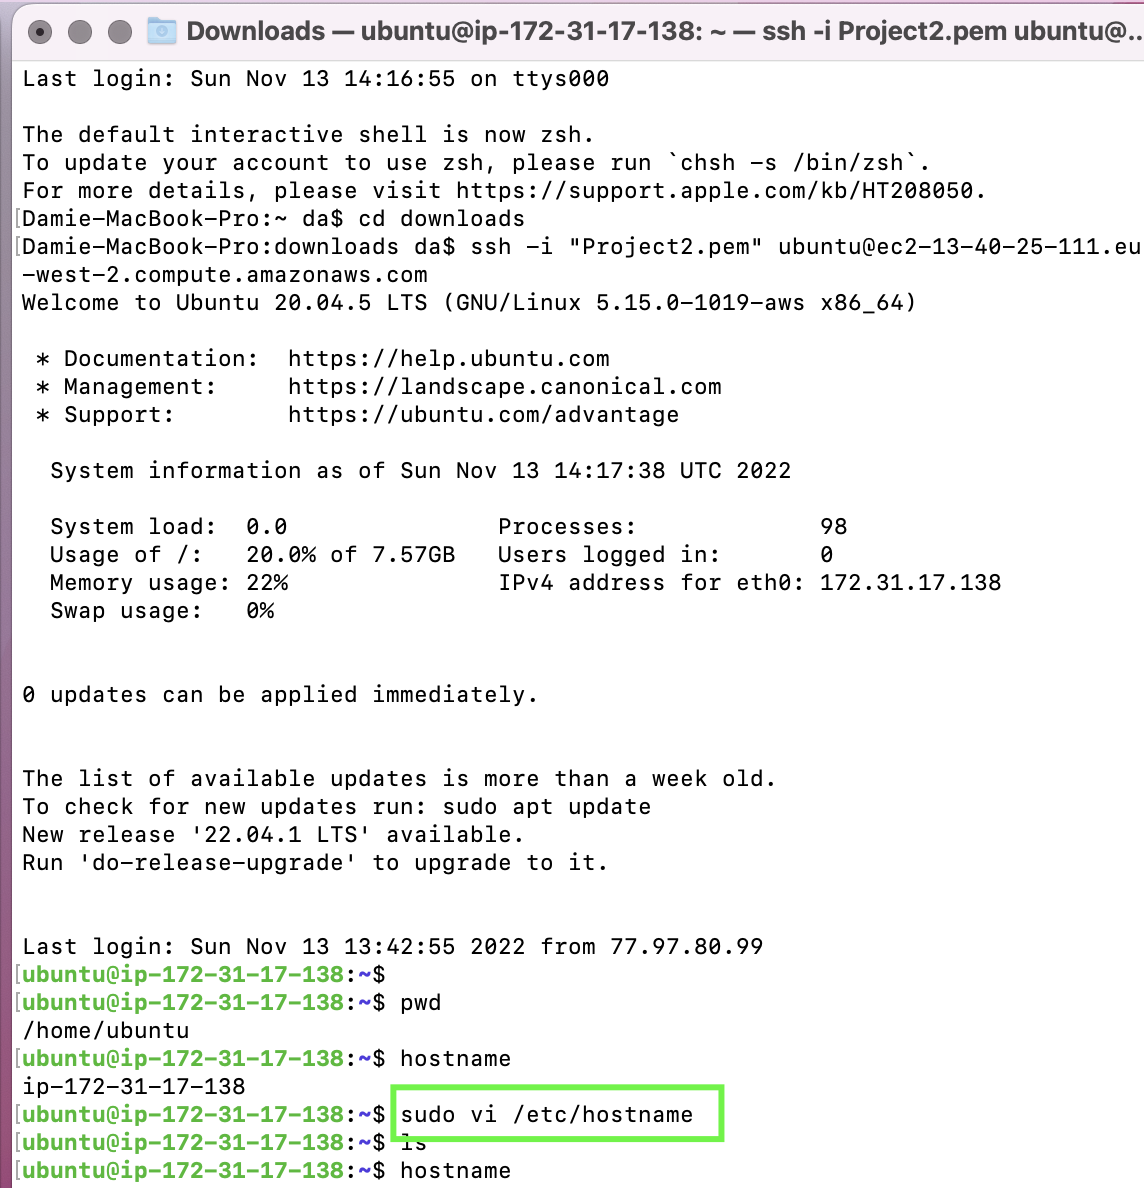 Downloads — ubuntu@ip-172-31-17-138: ~ — ssh -i Project2.pem ubuntu@...
Last login: Sun Nov 13 14:16:55 on ttys000
The default interactive shell is now zsh.
To update your account to use zsh, please run `chsh -s /bin/zsh`.
For more details, please visit https://support.apple.com/kb/HT208050.
[Damie-MacBook-Pro:~ da$ cd downloads
[Damie-MacBook-Pro:downloads da$ ssh -i "Project2.pem" ubuntu@ec2-13-40-25-111.eu
-west-2.compute.amazonaws.com
Welcome to Ubuntu 20.04.5 LTS (GNU/Linux 5.15.0-1019-aws x86_64)
* Documentation:  https://help.ubuntu.com
* Management:     https://landscape.canonical.com
* Support:        https://ubuntu.com/advantage
System information as of Sun Nov 13 14:17:38 UTC 2022
System load:  0.0               Processes:             98
Usage of /:   20.0% of 7.57GB   Users logged in:       0
Memory usage: 22%               IPv4 address for eth0: 172.31.17.138
Swap usage:   0%
0 updates can be applied immediately.
The list of available updates is more than a week old.
To check for new updates run: sudo apt update
New release '22.04.1 LTS' available.
Run 'do-release-upgrade' to upgrade to it.
Last login: Sun Nov 13 13:42:55 2022 from 77.97.80.99
[ubuntu@ip-172-31-17-138:~$
[ubuntu@ip-172-31-17-138:~$ pwd
/home/ubuntu
[ubuntu@ip-172-31-17-138:~$ hostname
ip-172-31-17-138
[ubuntu@ip-172-31-17-138:~$ sudo vi /etc/hostname
[ubuntu@ip-172-31-17-138:~$ ls
[ubuntu@ip-172-31-17-138:~$ hostname